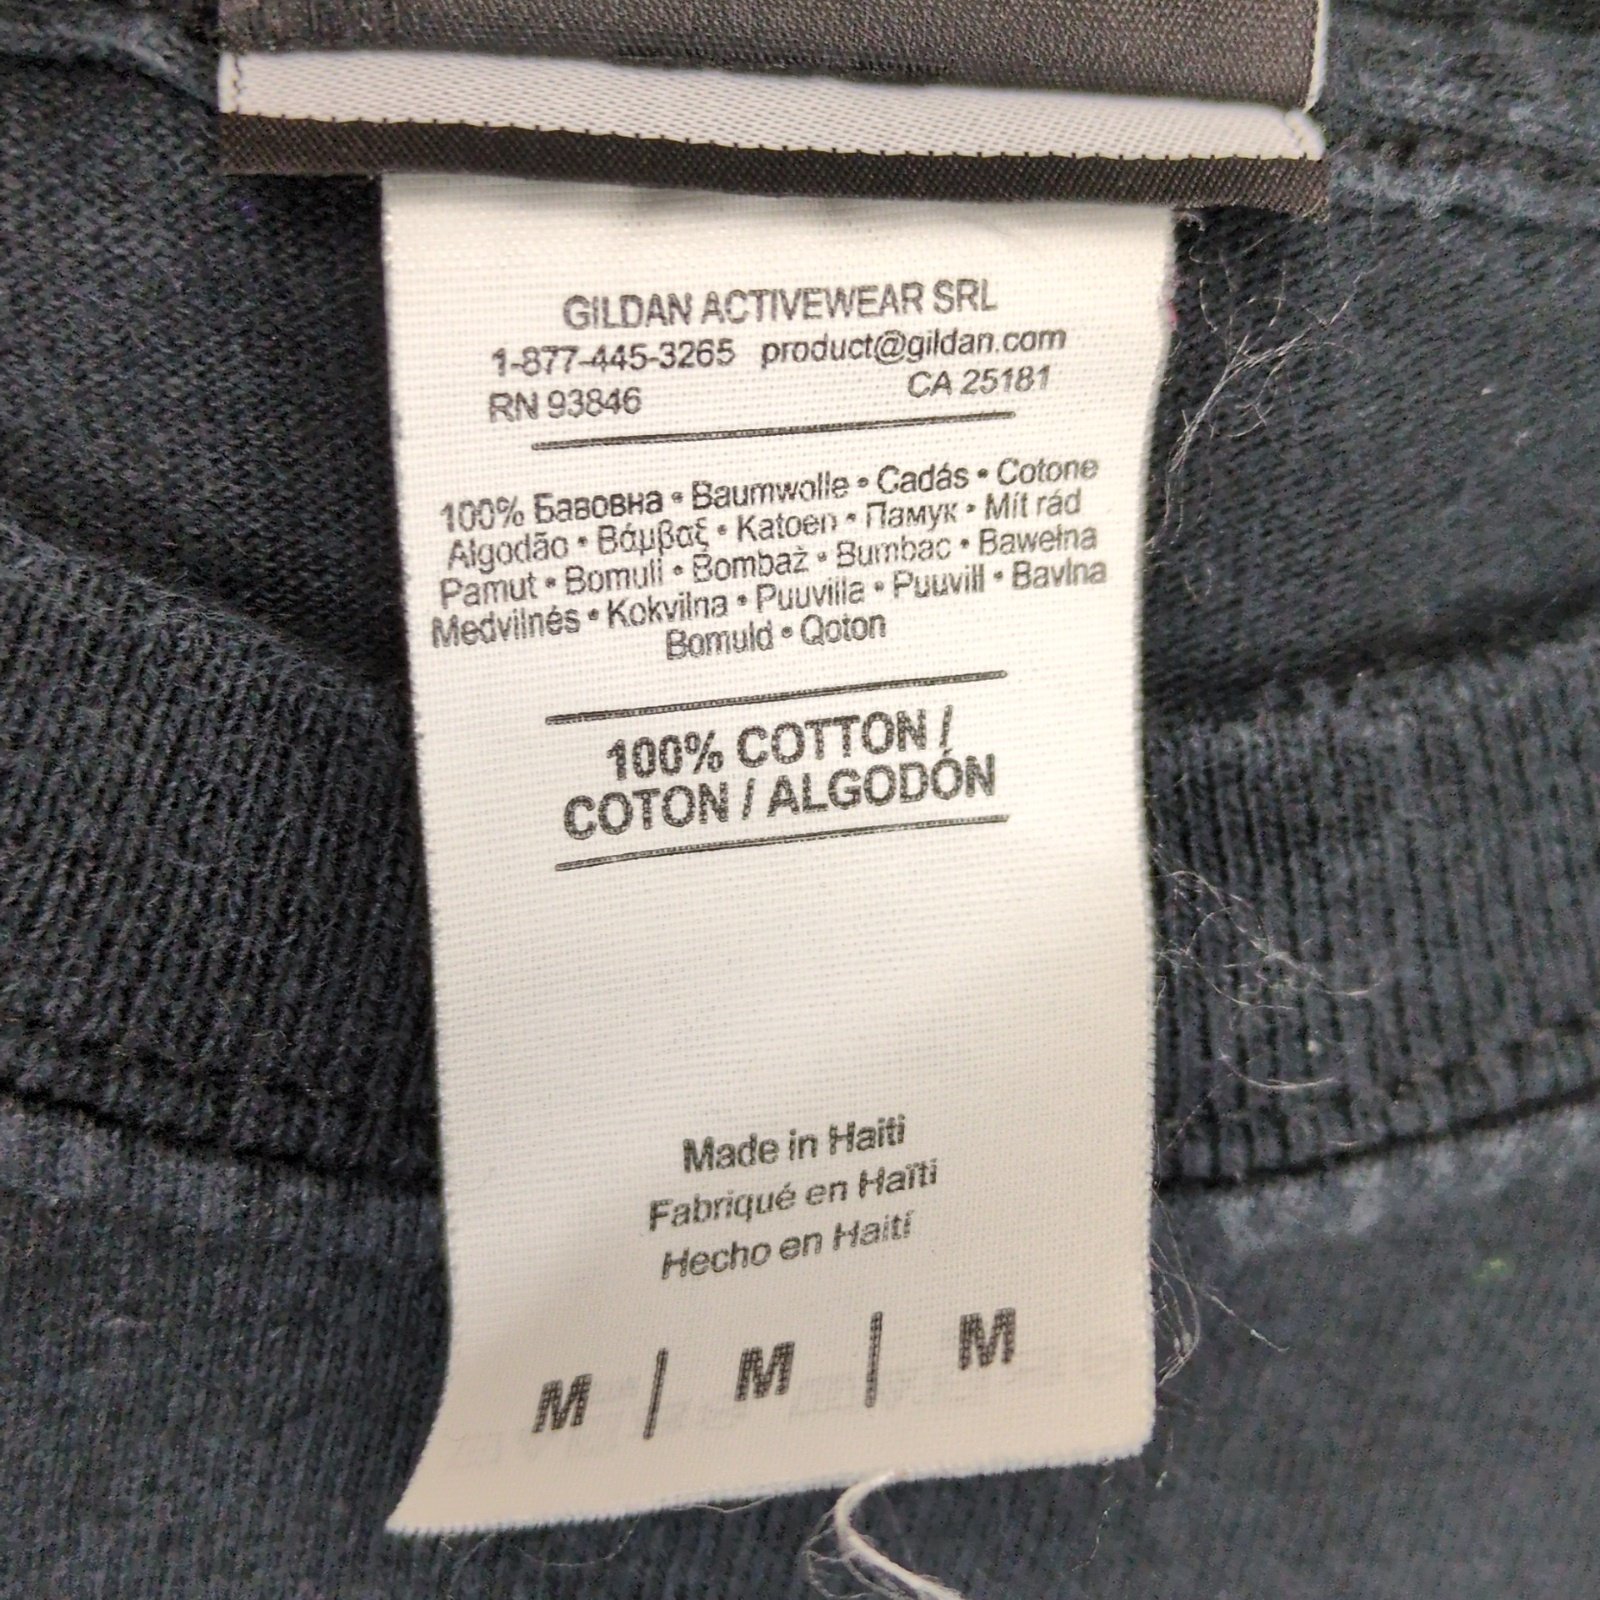 GILDAN ACTIVEWEAR SRL
1-877-445-3265 product@gildan.com
RN 93846 CA 25181
100% Бавовна • Baumwolle • Cadás • Cotone
Algodão • Βάμβαξ • Katoen • Памук • Mít rád
Pamut • Bomull • Bombaż • Bumbac • Bawełna
Medvilnés • Kokvilna • Puuvilla • Puuvill • Bavlna
Bomuld • Qoton
100% COTTON /
COTON / ALGODÓN
Made in Haiti
Fabriqué en Haïti
Hecho en Haití
M | M | M